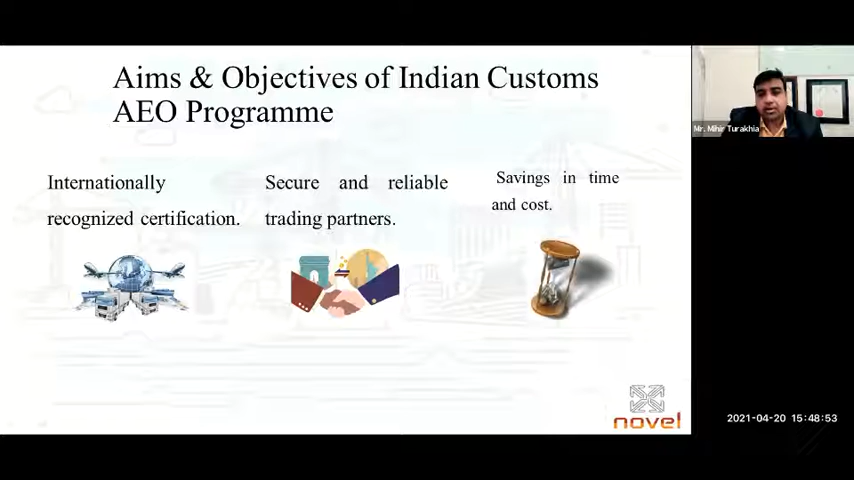 Aims & Objectives of Indian Customs
AEO Programme
Internationally
recognized certification.
Secure and reliable
trading partners.
Savings in time
and cost.
novel
Mr. Mihir Turakhia
2021-04-20 15:48:53